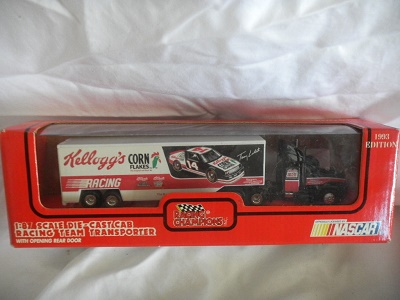 1993
EDITION
Kellogg's CORN
FLAKES
14
RACING
1:87 SCALE DIE-CAST CAB
RACING TEAM TRANSPORTER
WITH OPENING REAR DOOR
RACING
CHAMPIONS
NASCAR